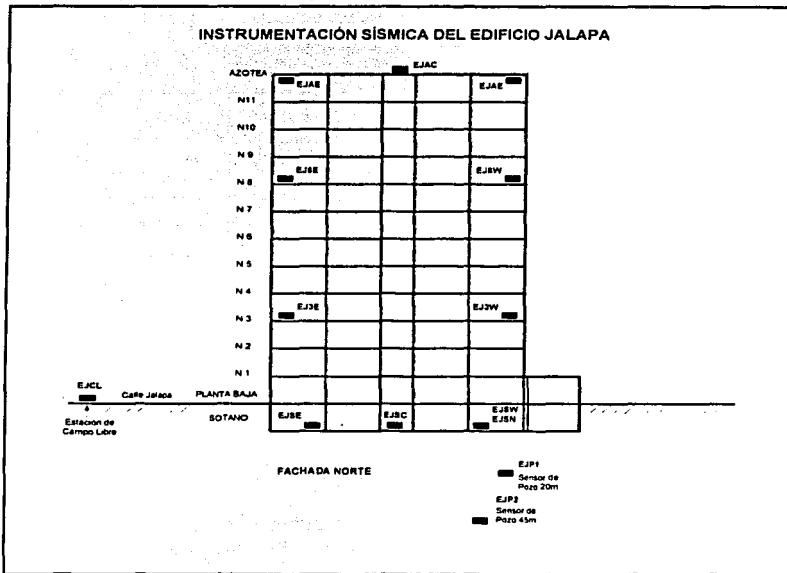 INSTRUMENTACIÓN SÍSMICA DEL EDIFICIO JALAPA
EJAC
AZOTEA
EJAE
EJAE
N11
N10
N 9
EJ8E
EJ8W
N 8
N 7
N 6
N 5
N 4
EJ3E
EJ3W
N 3
N 2
N 1
EJCL
Calle Jalapa
PLANTA BAJA
Estación de
Campo Libre
SOTANO
EJSE
EJSC
EJSW
EJSN
FACHADA NORTE
EJP1
Sensor de
Pozo 20m
EJP2
Sensor de
Pozo 45m